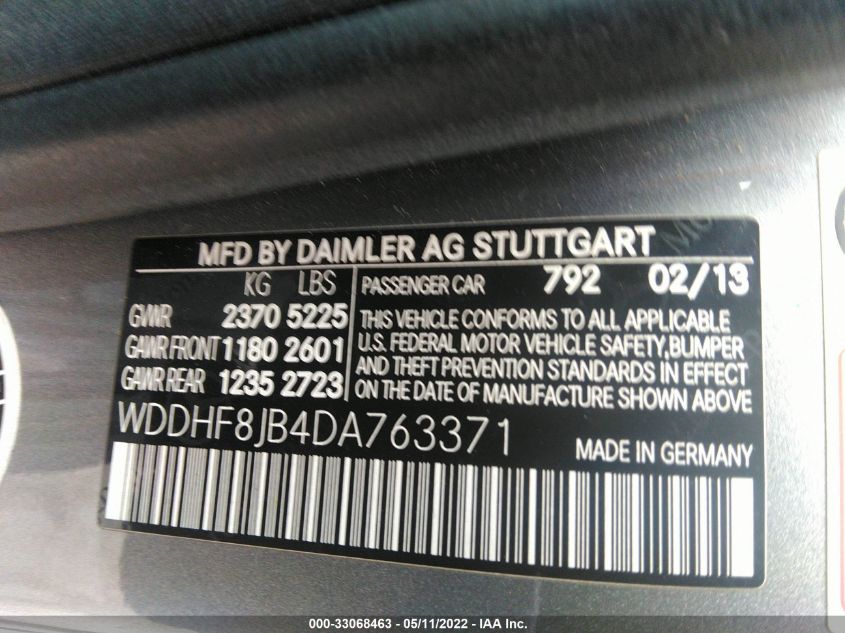 MFD BY DAIMLER AG STUTTGART
KG LBS
GVWR 2370 5225
GAWR FRONT 1180 2601
GAWR REAR 1235 2723
PASSENGER CAR 792 02/13
THIS VEHICLE CONFORMS TO ALL APPLICABLE
U.S. FEDERAL MOTOR VEHICLE SAFETY,BUMPER
AND THEFT PREVENTION STANDARDS IN EFFECT
ON THE DATE OF MANUFACTURE SHOWN ABOVE
WDDHF8JB4DA763371
MADE IN GERMANY
000-33068463 - 05/11/2022 - IAA Inc.